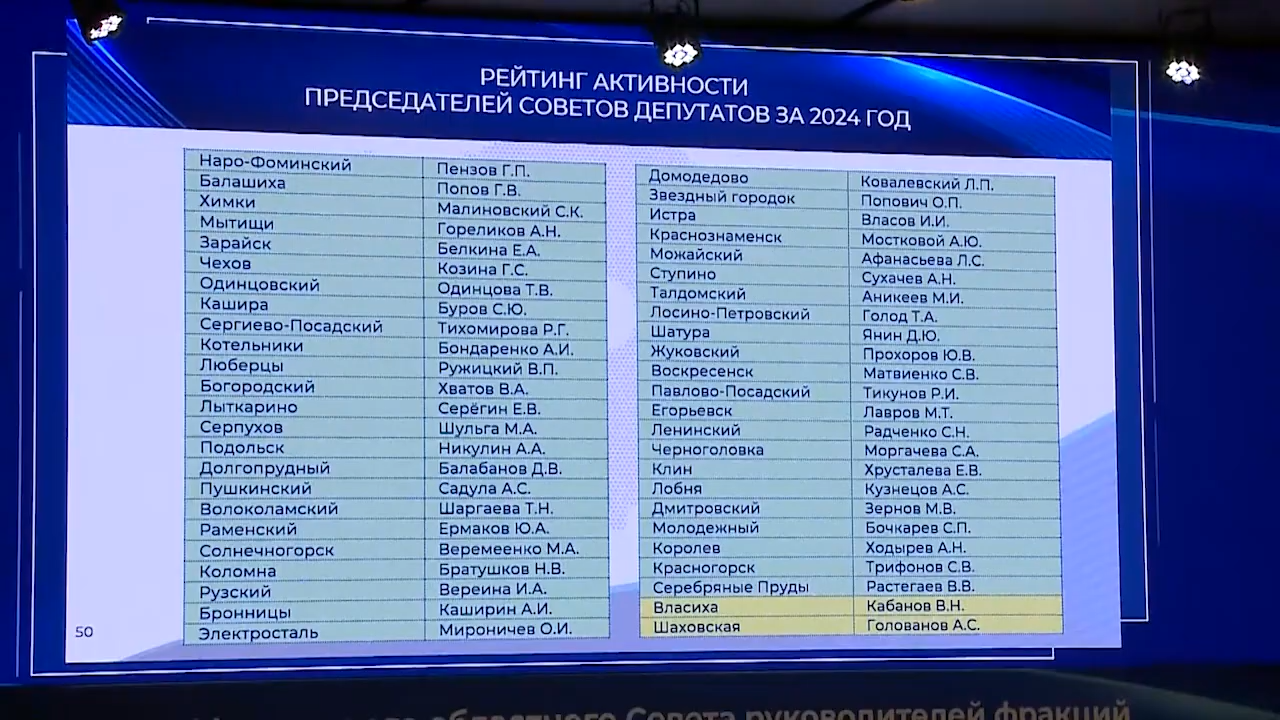 РЕЙТИНГ АКТИВНОСТИ
ПРЕДСЕДАТЕЛЕЙ СОВЕТОВ ДЕПУТАТОВ ЗА 2024 ГОД
Наро-Фоминский Пензов Г.П.
Балашиха Попов Г.В.
Химки Малиновский С.К.
Мытищи Гореликов А.Н.
Зарайск Белкина Е.А.
Чехов Козина Г.С.
Одинцовский Одинцова Т.В.
Кашира Буров С.Ю.
Сергиево-Посадский Тихомирова Р.Г.
Котельники Бондаренко А.И.
Люберцы Ружицкий В.П.
Богородский Хватов В.А.
Лыткарино Серёгин Е.В.
Серпухов Шульга М.А.
Подольск Никулин А.А.
Долгопрудный Балабанов Д.В.
Пушкинский Садула А.С.
Волоколамский Шаргаева Т.Н.
Раменский Ермаков Ю.А.
Солнечногорск Веремеенко М.А.
Коломна Братушков Н.В.
Рузский Вереина И.А.
Бронницы Каширин А.И.
Электросталь Мироничев О.И.
Домодедово Ковалевский Л.П.
Звездный городок Попович О.П.
Истра Власов И.И.
Краснознаменск Мостковой А.Ю.
Можайский Афанасьева Л.С.
Ступино Сухачев А.Н.
Талдомский Аникеев М.И.
Лосино-Петровский Голод Т.А.
Шатура Янин Д.Ю.
Жуковский Прохоров Ю.В.
Воскресенск Матвиенко С.В.
Павлово-Посадский Тикунов Р.И.
Егорьевск Лавров М.Т.
Ленинский Радченко С.Н.
Черноголовка Моргачева С.А.
Клин Хрусталева Е.В.
Лобня Кузнецов А.С.
Дмитровский Зернов М.В.
Молодежный Бочкарев С.П.
Королев Ходырев А.Н.
Красногорск Трифонов С.В.
Серебряные Пруды Растегаев В.В.
Власиха Кабанов В.Н.
Шаховская Голованов А.С.
50
областного Совета руководителей фракций